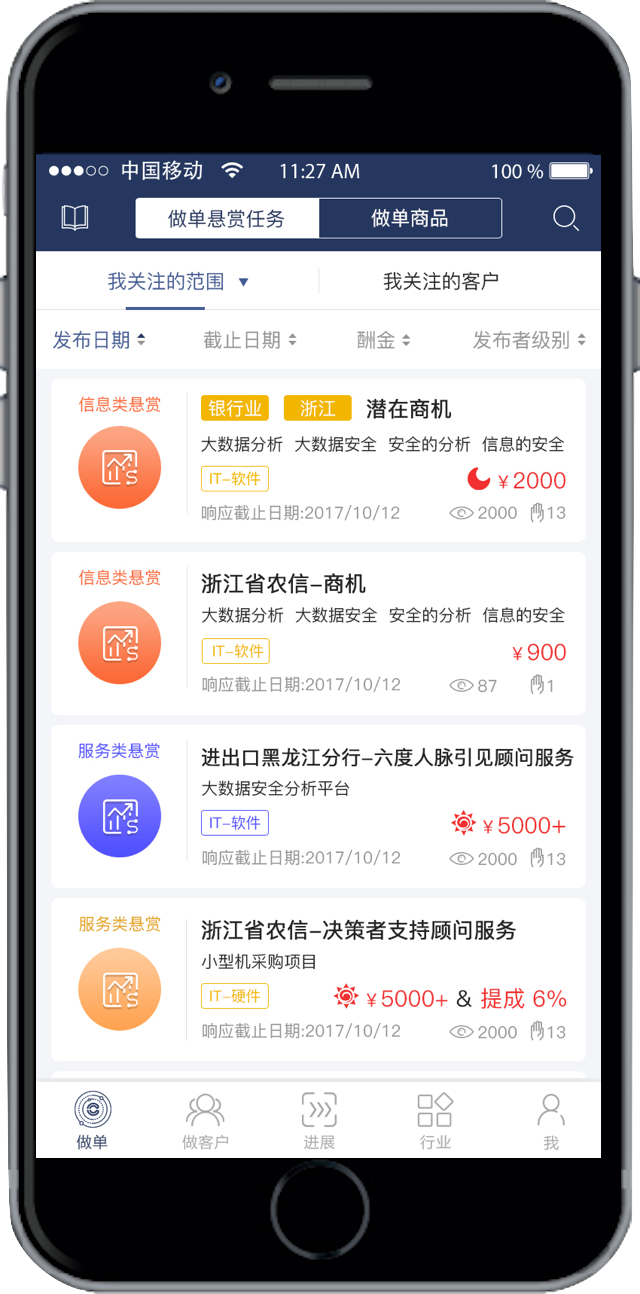 中国移动 11:27 AM 100 %
做单悬赏任务 做单商品
我关注的范围 我关注的客户
发布日期 截止日期 酬金 发布者级别
信息类悬赏
银行业 浙江 潜在商机
大数据分析 大数据安全 安全的分析 信息的安全
IT-软件
¥2000
响应截止日期:2017/10/12 2000 13
信息类悬赏
浙江省农信-商机
大数据分析 大数据安全 安全的分析 信息的安全
IT-软件
¥900
响应截止日期:2017/10/12 87 1
服务类悬赏
进出口黑龙江分行-六度人脉引见顾问服务
大数据安全分析平台
IT-软件
¥5000+
响应截止日期:2017/10/12 2000 13
服务类悬赏
浙江省农信-决策者支持顾问服务
小型机采购项目
IT-硬件
¥5000+ & 提成 6%
响应截止日期:2017/10/12 2000 13
做单 做客户 进展 行业 我